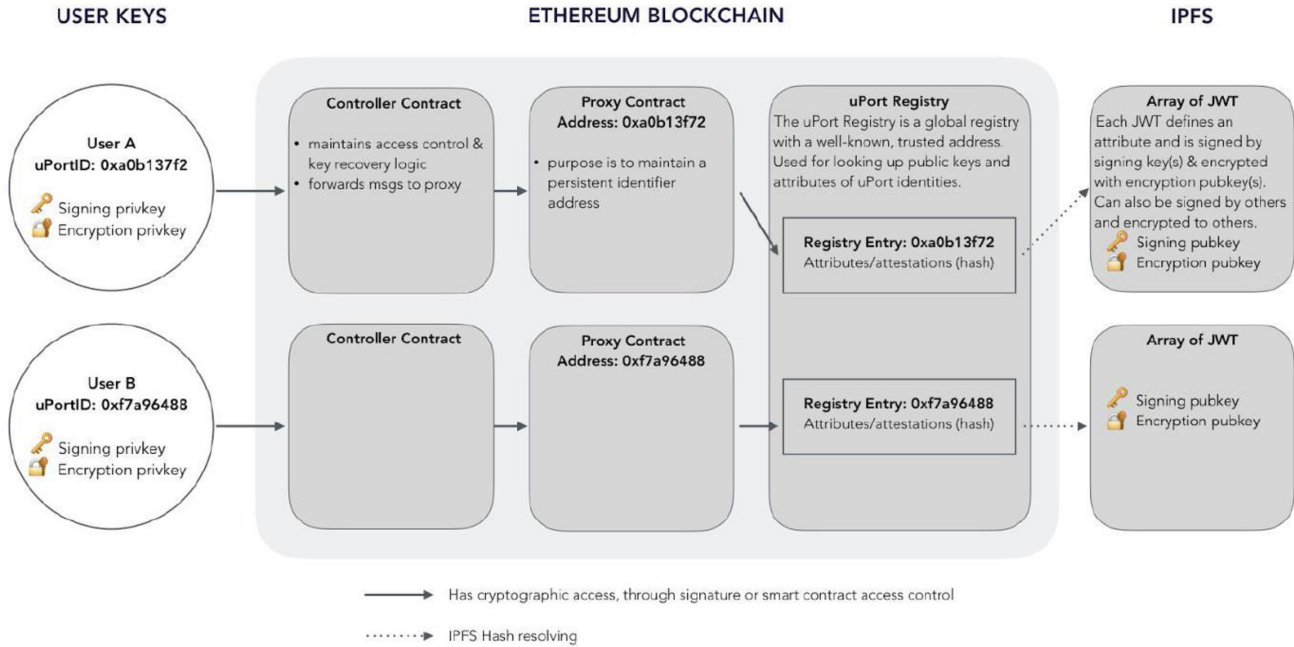 USER KEYS
ETHEREUM BLOCKCHAIN
IPFS
User A
uPortID: 0xa0b137f2
Signing privkey
Encryption privkey
Controller Contract
• maintains access control &
key recovery logic
• forwards msgs to proxy
Proxy Contract
Address: 0xa0b13f72
• purpose is to maintain a
persistent identifier
address
uPort Registry
The uPort Registry is a global registry
with a well-known, trusted address.
Used for looking up public keys and
attributes of uPort identities.
Registry Entry: 0xa0b13f72
Attributes/attestations (hash)
Array of JWT
Each JWT defines an
attribute and is signed by
signing key(s) & encrypted
with encryption pubkey(s).
Can also be signed by others
and encrypted to others.
Signing pubkey
Encryption pubkey
User B
uPortID: 0xf7a96488
Signing privkey
Encryption privkey
Controller Contract
Proxy Contract
Address: 0xf7a96488
Registry Entry: 0xf7a96488
Attributes/attestations (hash)
Array of JWT
Signing pubkey
Encryption pubkey
Has cryptographic access, through signature or smart contract access control
IPFS Hash resolving